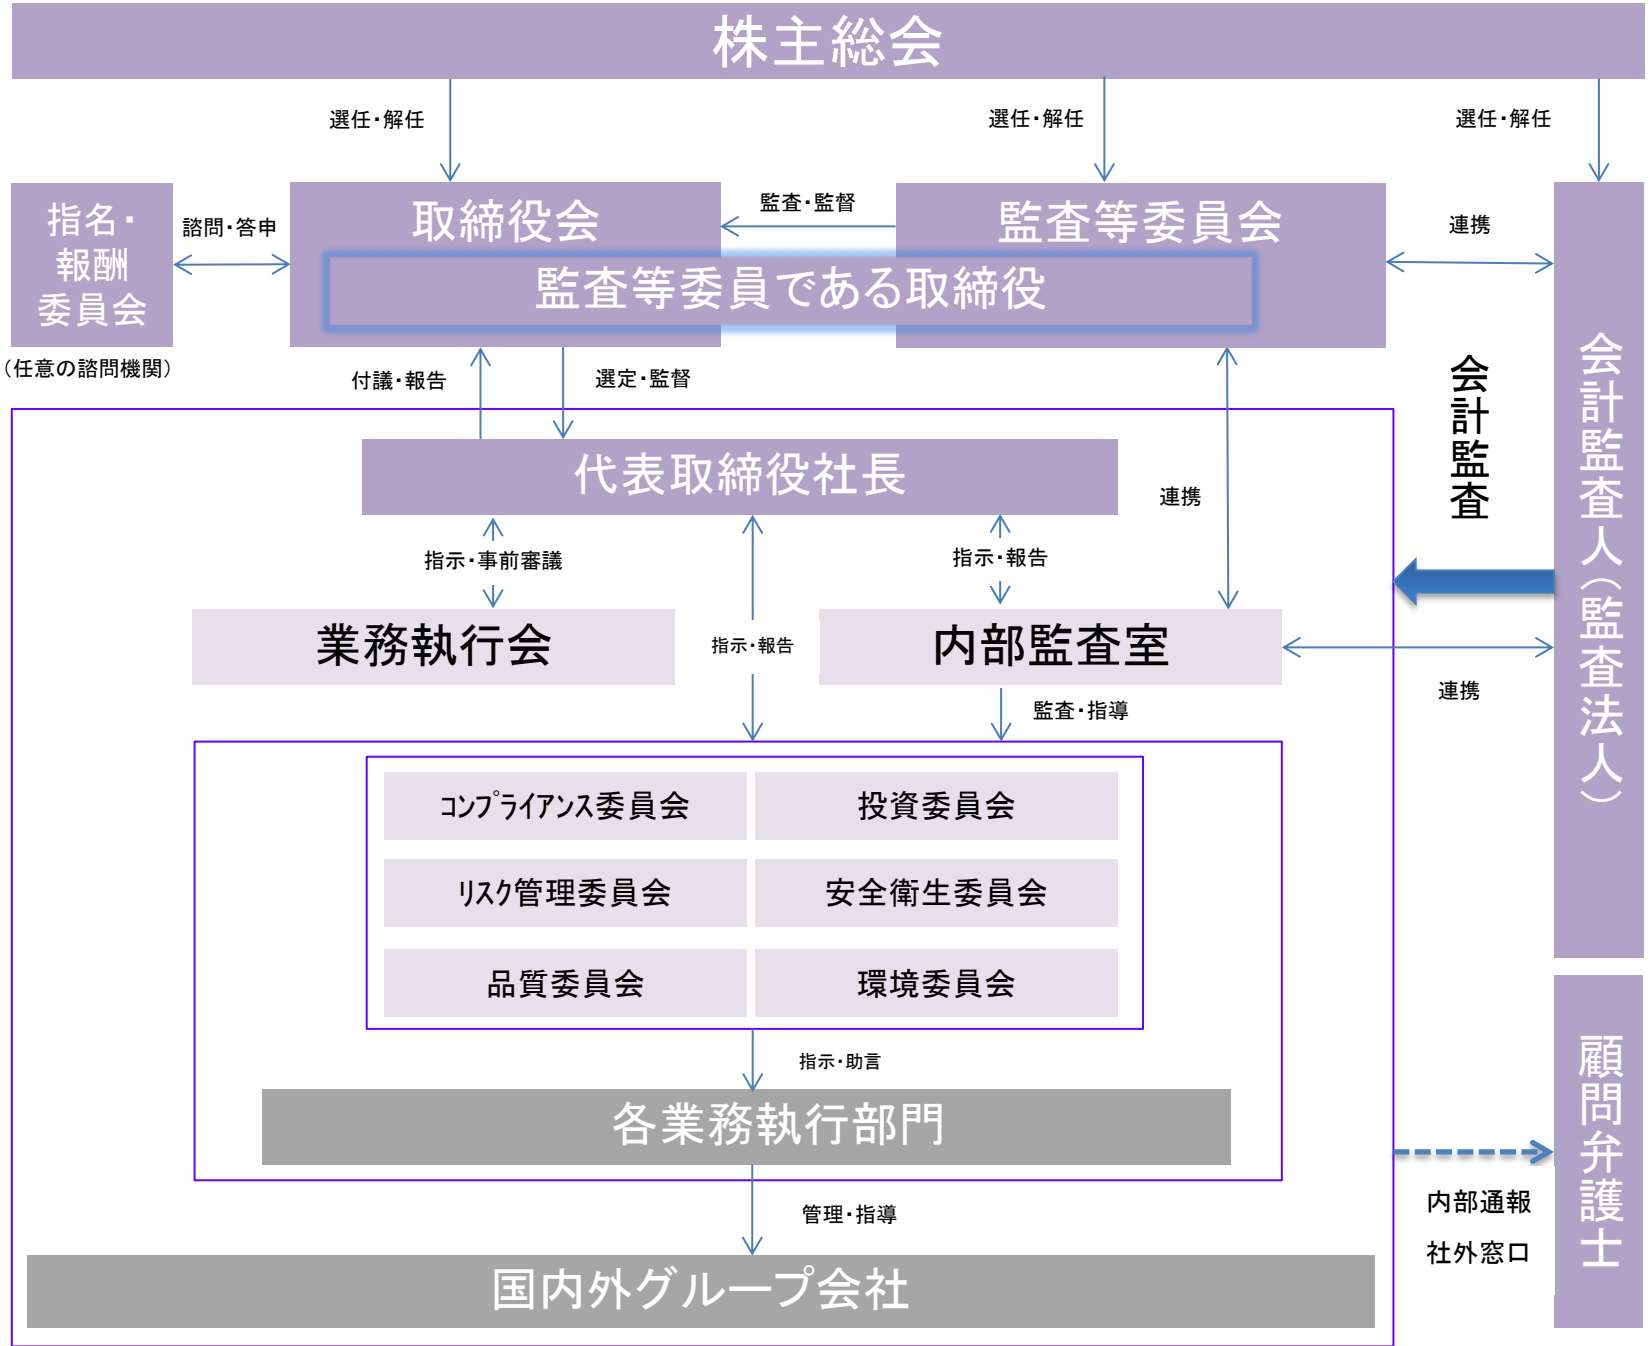 株主総会
選任・解任
選任・解任
選任・解任
指名・
報酬
委員会
(任意の諮問機関)
諮問・答申
取締役会
監査・監督
監査等委員会
監査等委員である取締役
連携
付議・報告
選定・監督
代表取締役社長
連携
会計監査
会計監査人(監査法人)
指示・事前審議
指示・報告
業務執行会
指示・報告
内部監査室
連携
監査・指導
ｺﾝﾌﾟﾗｲｱﾝｽ委員会
投資委員会
ﾘｽｸ管理委員会
安全衛生委員会
品質委員会
環境委員会
指示・助言
各業務執行部門
管理・指導
国内外グループ会社
内部通報
社外窓口
顧問弁護士